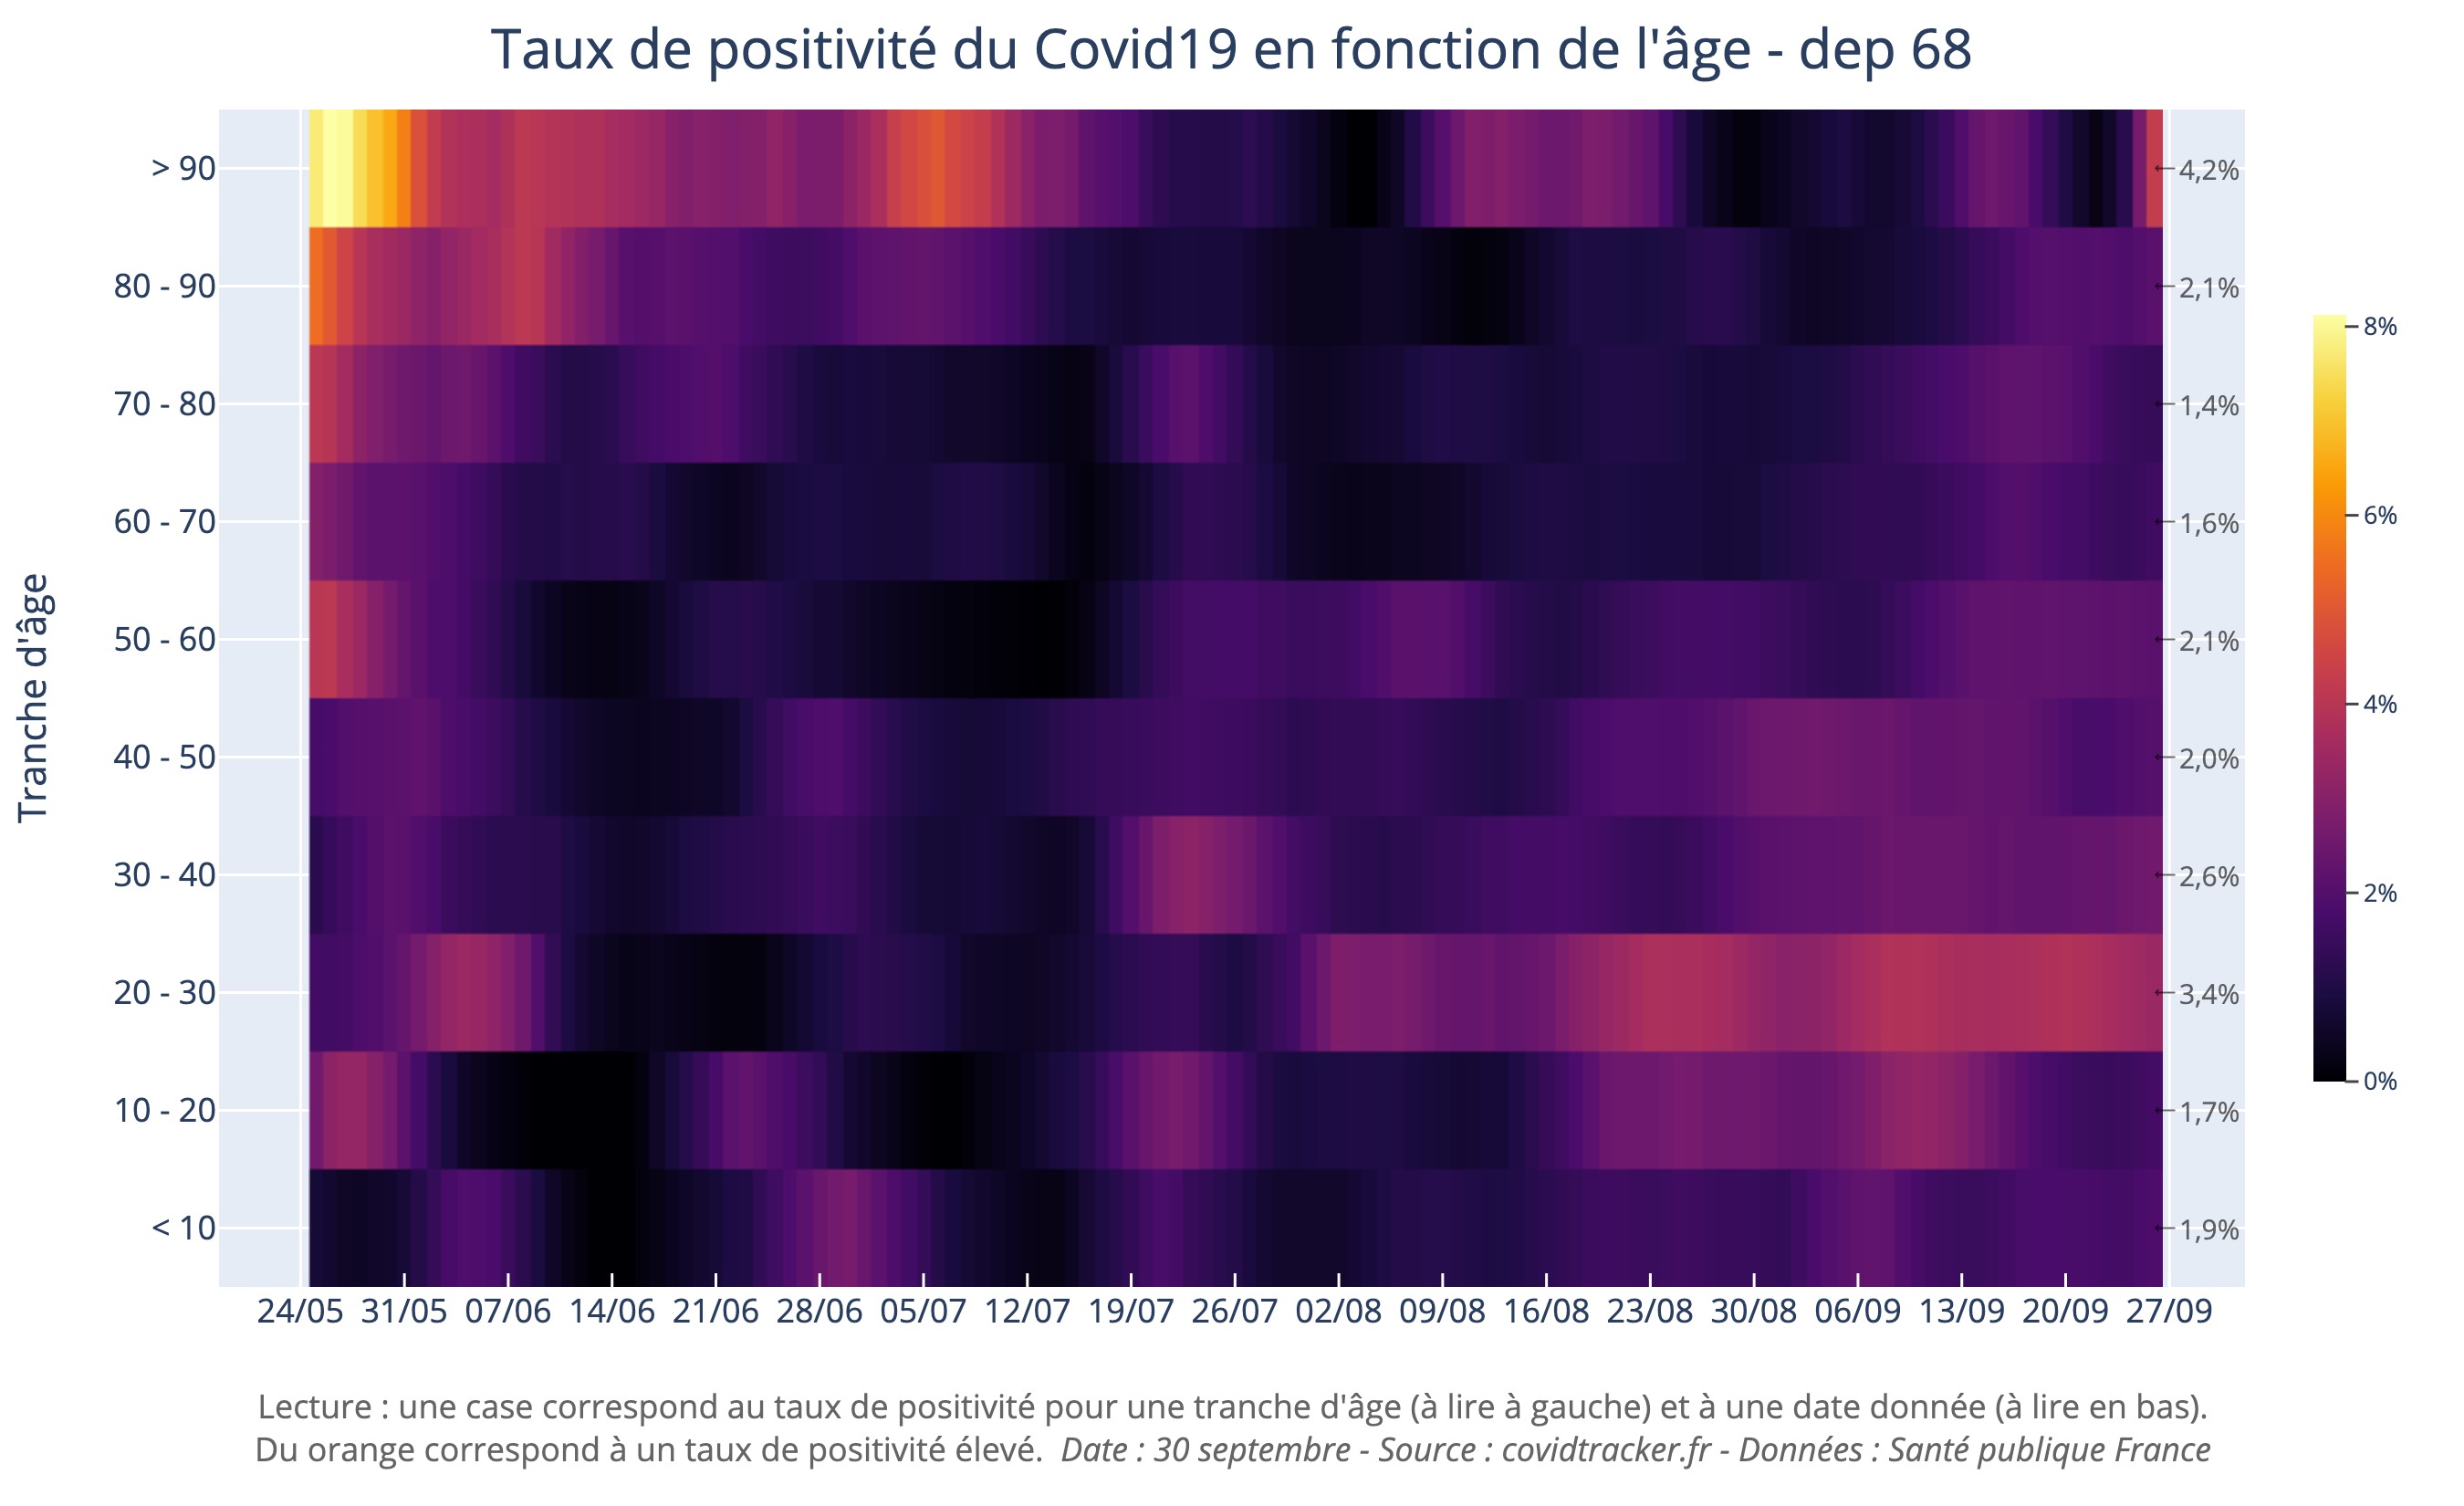 Taux de positivité du Covid19 en fonction de l'âge - dep 68
Tranche d'âge
> 90
80 - 90
70 - 80
60 - 70
50 - 60
40 - 50
30 - 40
20 - 30
10 - 20
< 10
4,2%
2,1%
1,4%
1,6%
2,1%
2,0%
2,6%
3,4%
1,7%
1,9%
8%
6%
4%
2%
0%
24/05 31/05 07/06 14/06 21/06 28/06 05/07 12/07 19/07 26/07 02/08 09/08 16/08 23/08 30/08 06/09 13/09 20/09 27/09
Lecture : une case correspond au taux de positivité pour une tranche d'âge (à lire à gauche) et à une date donnée (à lire en bas).
Du orange correspond à un taux de positivité élevé. Date : 30 septembre - Source : covidtracker.fr - Données : Santé publique France